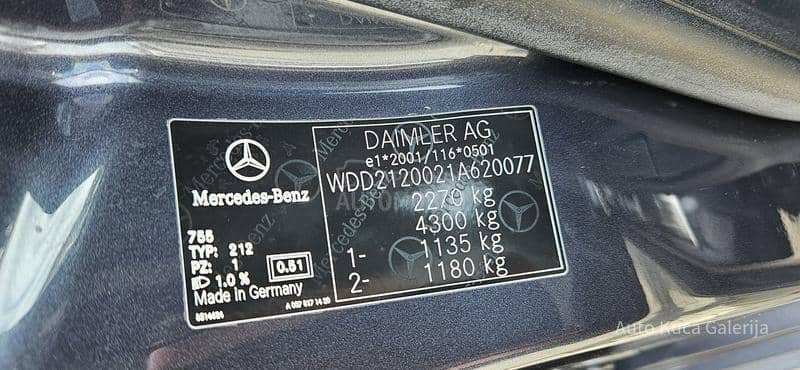 Mercedes-Benz
755
TYP: 212
PZ: 1
0.51
1.0 %
Made in Germany
DAIMLER AG
e1*2001/116*0501
WDD2120021A620077
2270 kg
4300 kg
1- 1135 kg
2- 1180 kg
Auto Kuća Galerija